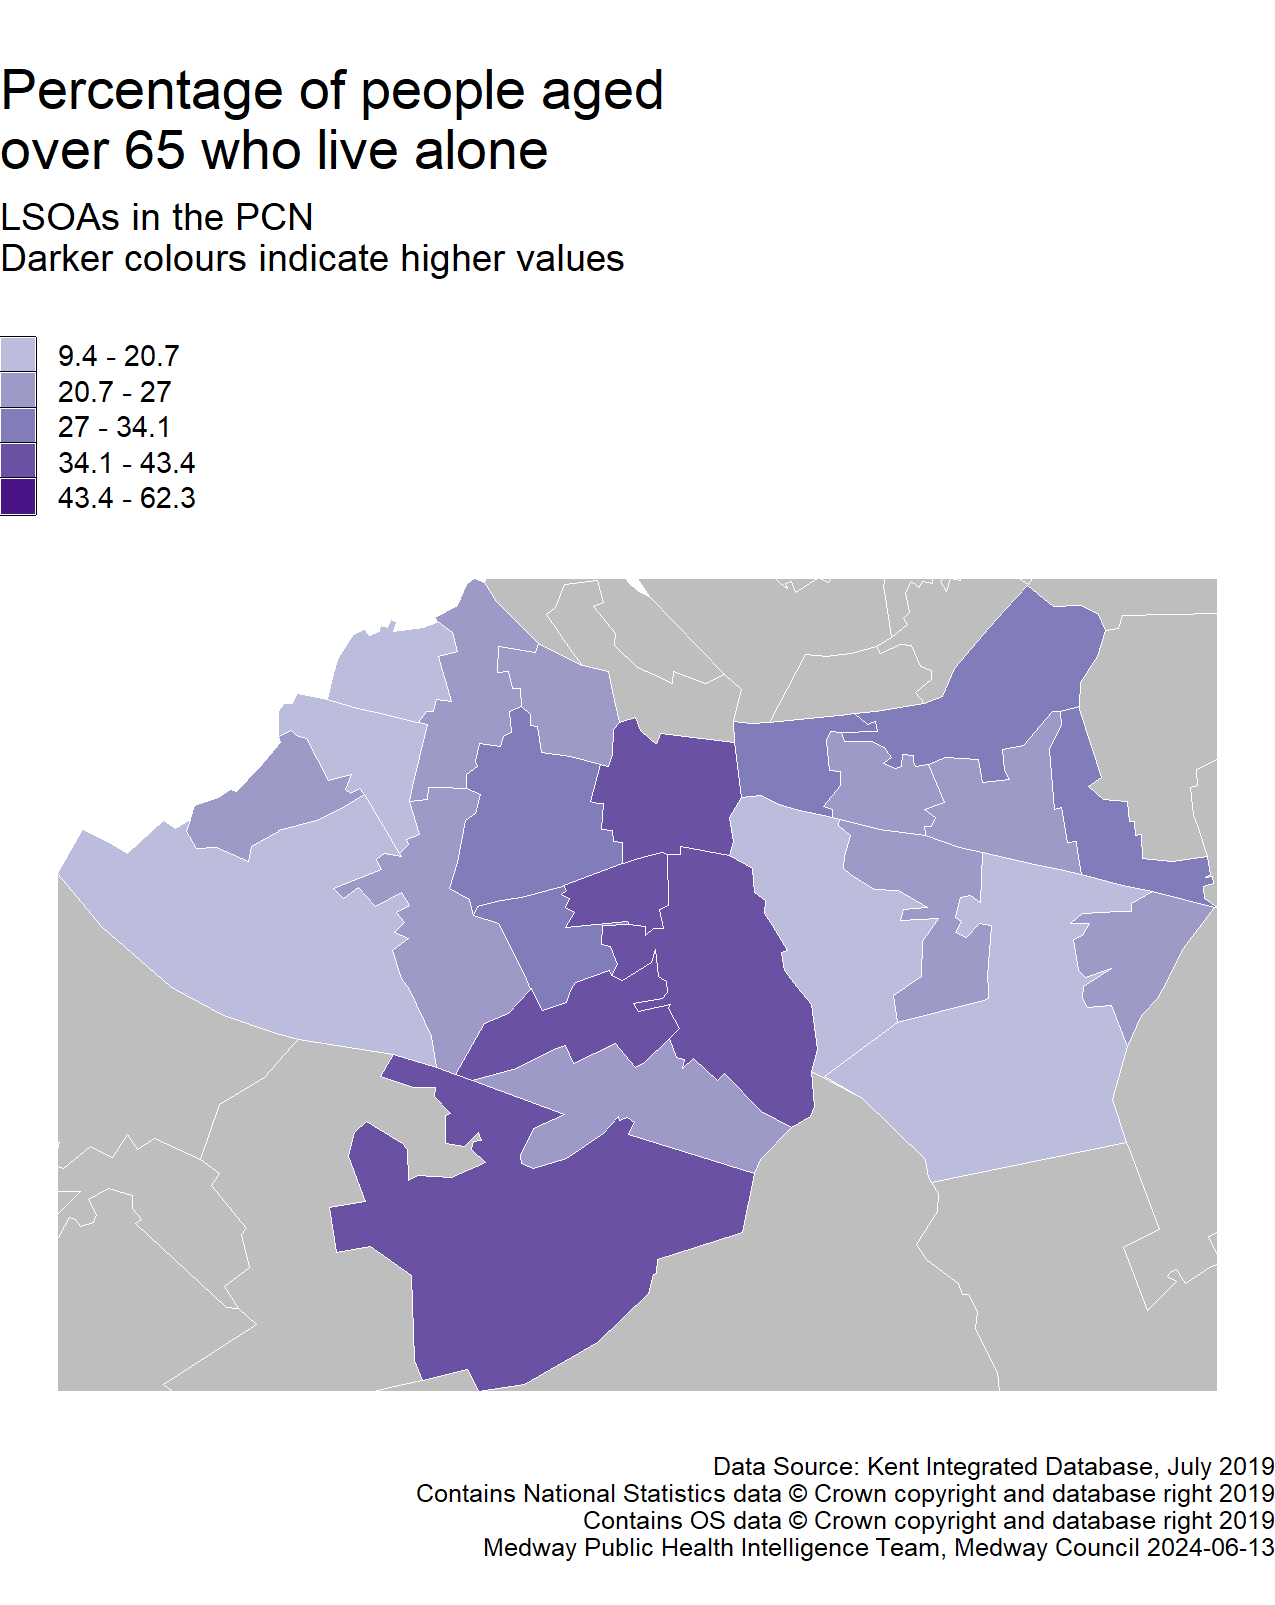 Percentage of people aged
over 65 who live alone
LSOAs in the PCN
Darker colours indicate higher values
9.4 - 20.7
20.7 - 27
27 - 34.1
34.1 - 43.4
43.4 - 62.3
Data Source: Kent Integrated Database, July 2019
Contains National Statistics data © Crown copyright and database right 2019
Contains OS data © Crown copyright and database right 2019
Medway Public Health Intelligence Team, Medway Council 2024-06-13